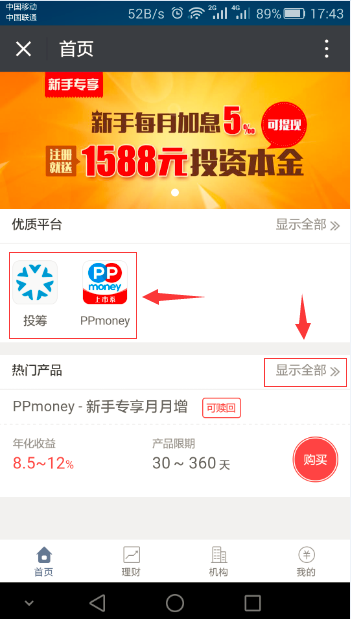 中国移动
中国联通
52B/s 2G 4G 89% 17:43
首页
新手专享
新手每月加息5‰ 可提现
注册就送 1588元投资本金
优质平台 显示全部
投筹 PPmoney
PP money 上市系
热门产品 显示全部
PPmoney - 新手专享月月增 可赎回
年化收益 产品限期
8.5~12% 30 ~ 360 天 购买
首页 理财 机构 我的